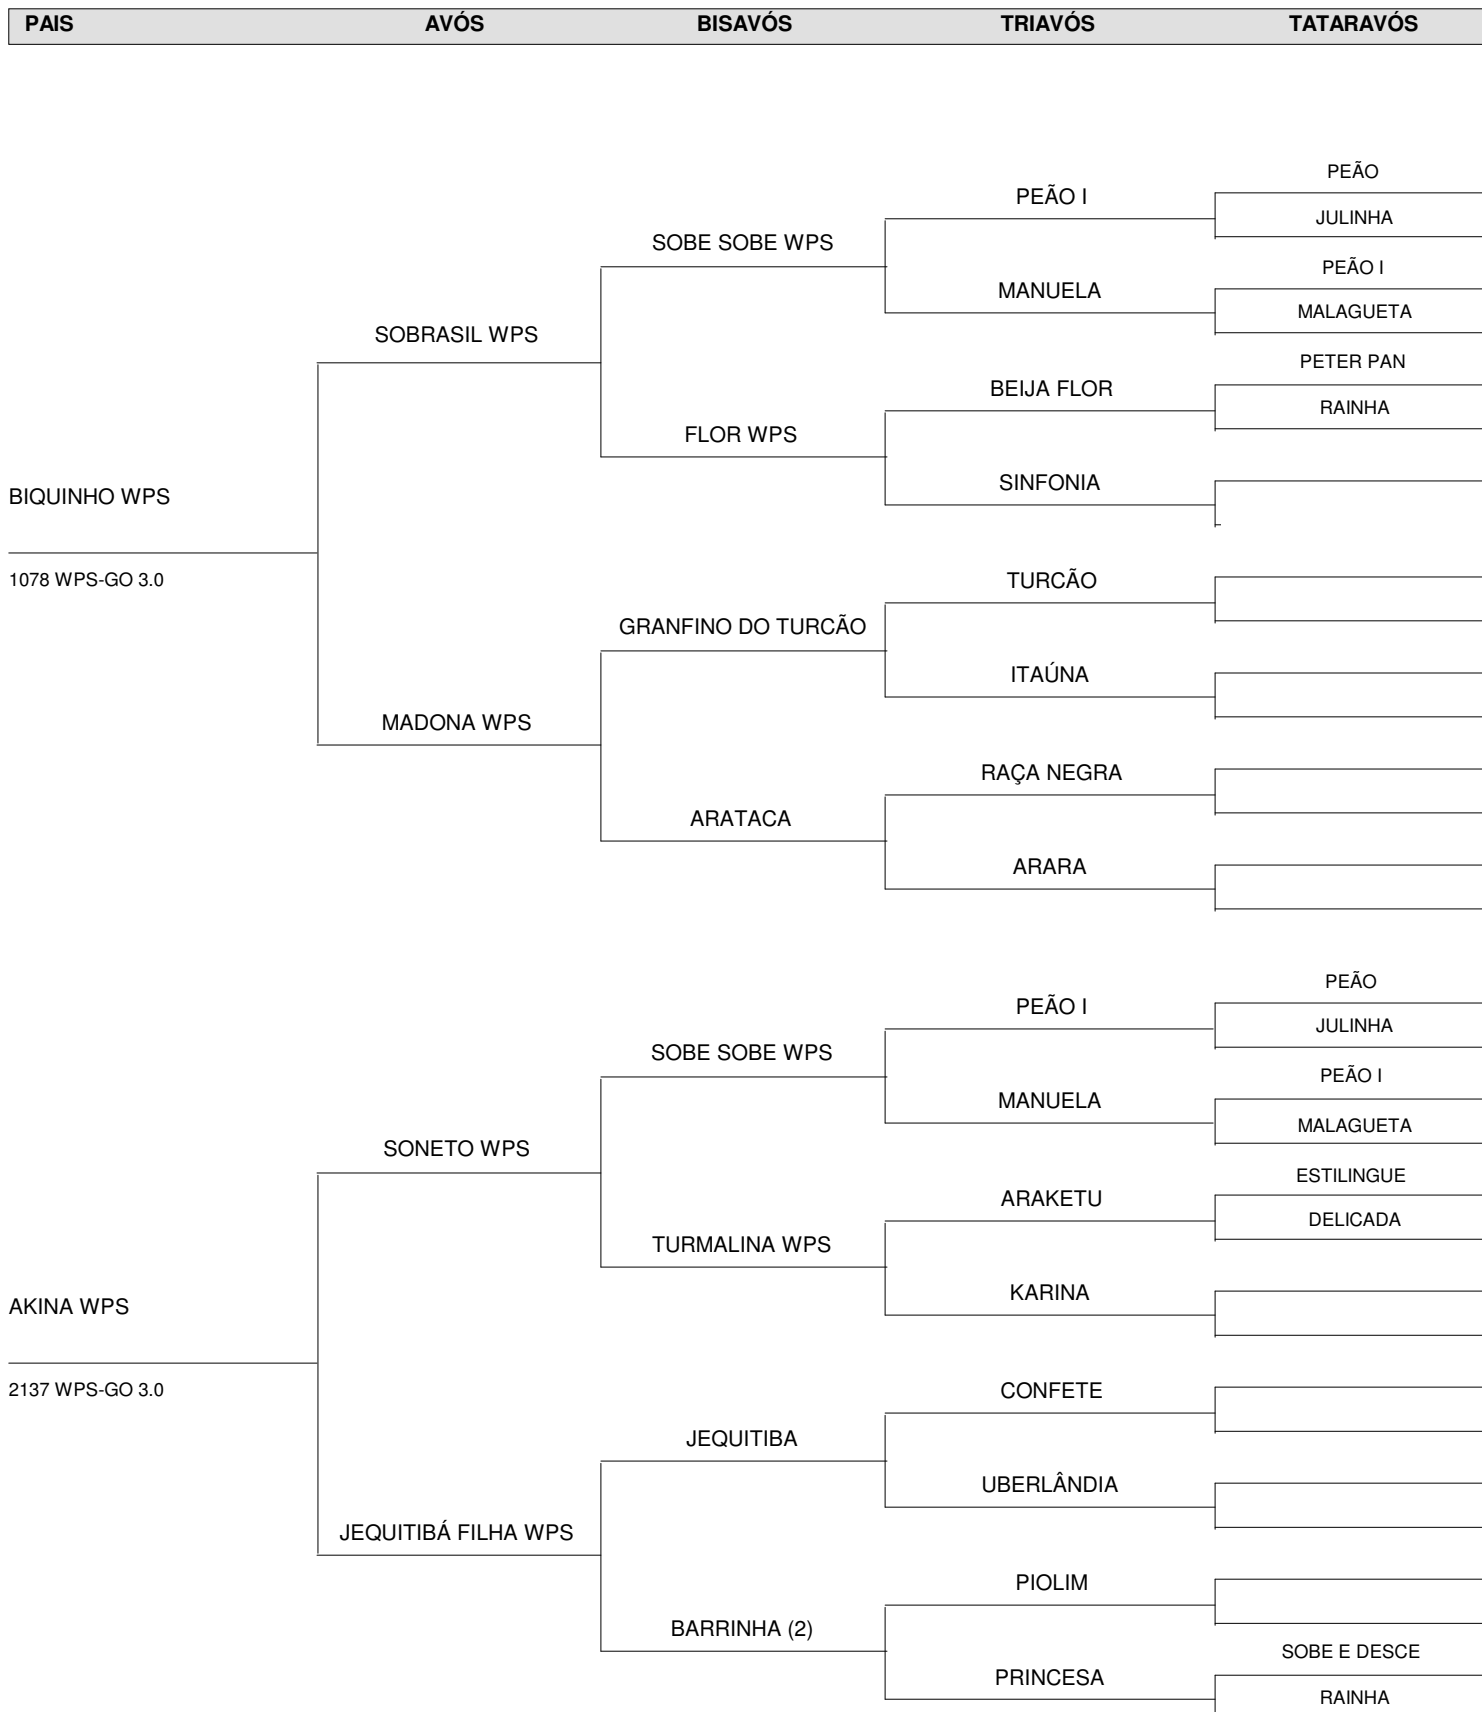 PAIS AVÓS BISAVÓS TRIAVÓS TATARAVÓS
PEÃO
PEÃO I
JULINHA
SOBE SOBE WPS
PEÃO I
MANUELA
MALAGUETA
SOBRASIL WPS
PETER PAN
BEIJA FLOR
RAINHA
FLOR WPS
SINFONIA
BIQUINHO WPS
1078 WPS-GO 3.0
TURCÃO
GRANFINO DO TURCÃO
ITAÚNA
MADONA WPS
RAÇA NEGRA
ARATACA
ARARA
PEÃO
PEÃO I
JULINHA
SOBE SOBE WPS
PEÃO I
MANUELA
MALAGUETA
SONETO WPS
ESTILINGUE
ARAKETU
DELICADA
TURMALINA WPS
KARINA
AKINA WPS
2137 WPS-GO 3.0
CONFETE
JEQUITIBA
UBERLÂNDIA
JEQUITIBÁ FILHA WPS
PIOLIM
BARRINHA (2)
SOBE E DESCE
PRINCESA
RAINHA